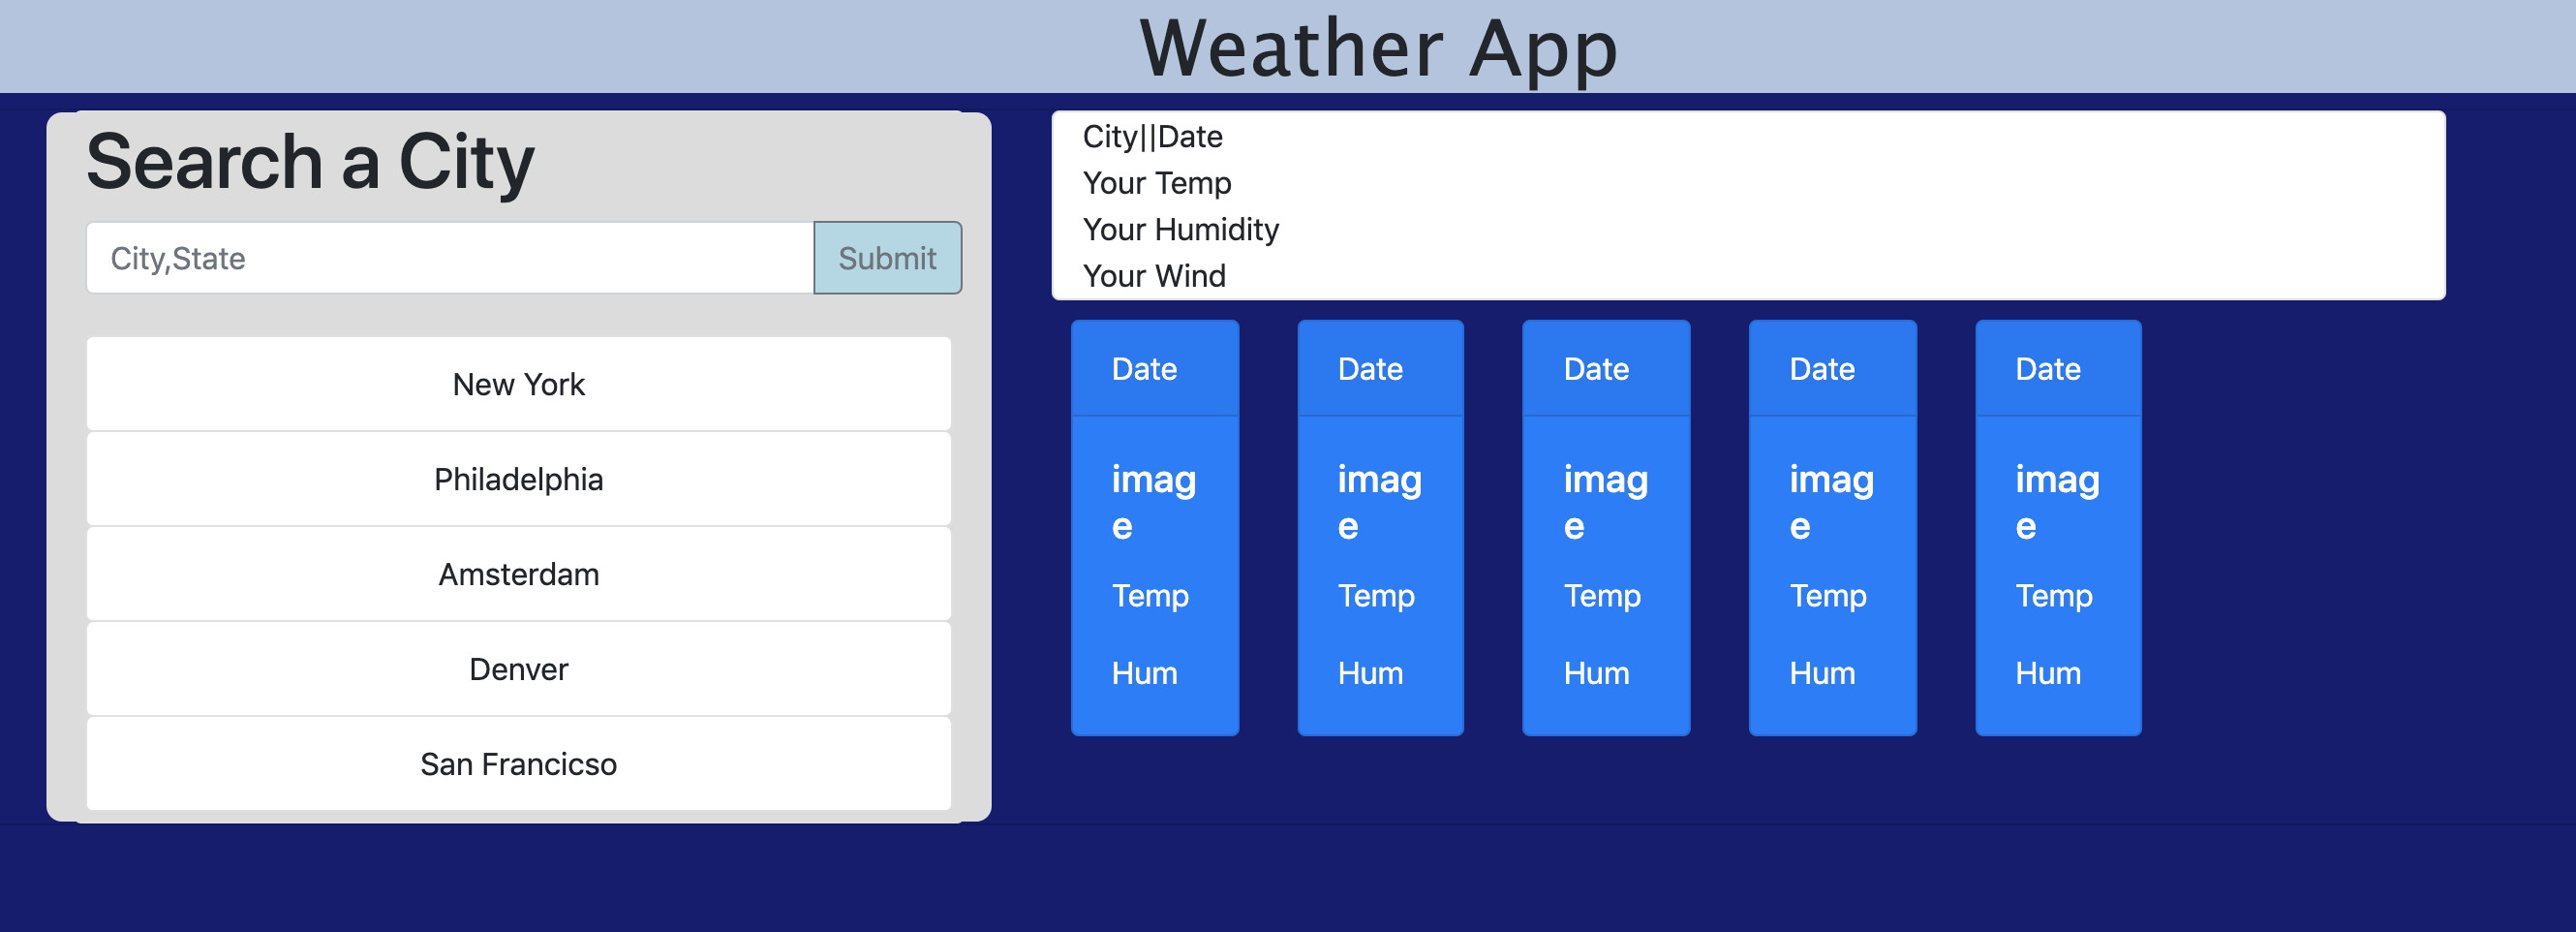 Weather App
Search a City
City,State
Submit
New York
Philadelphia
Amsterdam
Denver
San Francicso
City||Date
Your Temp
Your Humidity
Your Wind
Date
imag
e
Temp
Hum
Date
imag
e
Temp
Hum
Date
imag
e
Temp
Hum
Date
imag
e
Temp
Hum
Date
imag
e
Temp
Hum